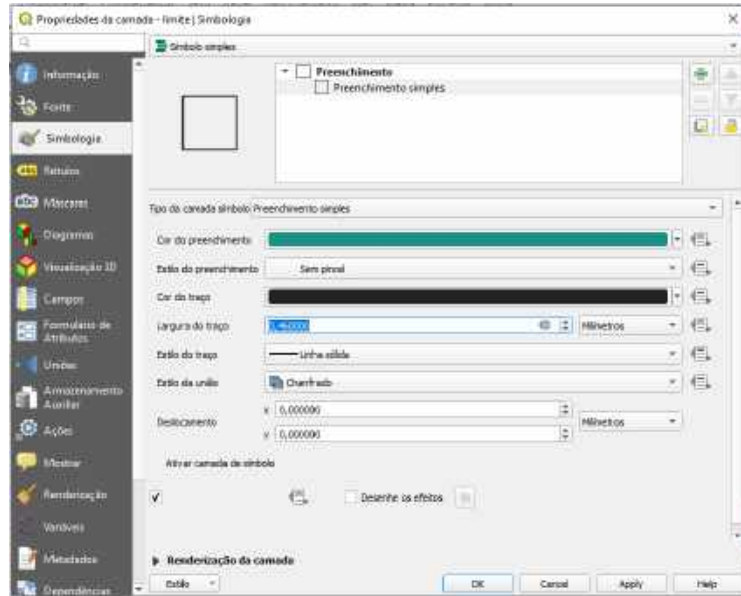 Propriedades da camada - limite | Simbologia
Símbolo simples
Informação
Fonte
Simbologia
Rótulos
Máscaras
Diagramas
Visualização 3D
Campos
Formulário de
Atributos
Uniões
Armazenamento
Auxiliar
Ações
Mostrar
Renderização
Variáveis
Metadados
Dependências
Preenchimento
Preenchimento simples
Tipo da camada símbolo Preenchimento simples
Cor do preenchimento
Estilo do preenchimento Sem pincel
Cor do traço
Largura do traço 0,460000 Milímetros
Estilo do traço Linha sólida
Estilo da união Chanfrado
Deslocamento x 0,000000 Milímetros
y 0,000000
Ativar camada de símbolo
Desenhe os efeitos
Renderização da camada
Estilo OK Cancel Apply Help